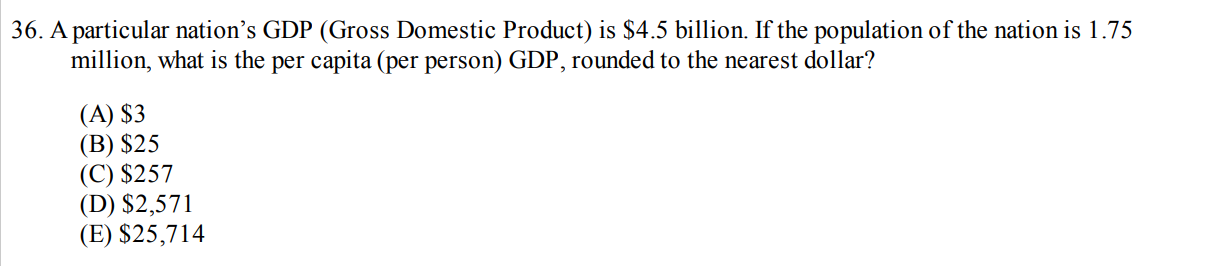 36. A particular nation’s GDP (Gross Domestic Product) is $4.5 billion. If the population of the nation is 1.75
million, what is the per capita (per person) GDP, rounded to the nearest dollar?
(A) $3
(B) $25
(C) $257
(D) $2,571
(E) $25,714